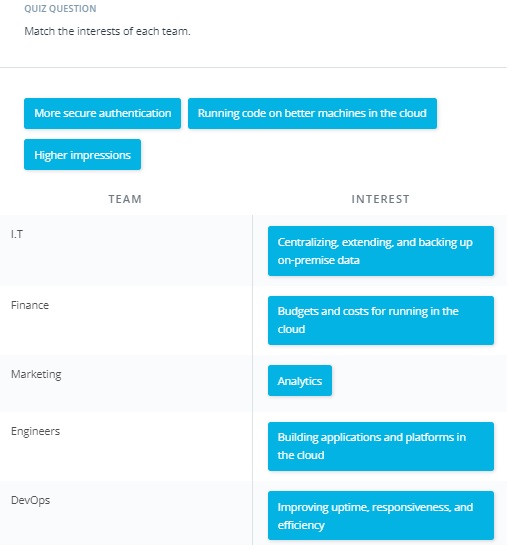 QUIZ QUESTION
Match the interests of each team.
More secure authentication
Running code on better machines in the cloud
Higher impressions
TEAM
INTEREST
I.T
Centralizing, extending, and backing up
on-premise data
Finance
Budgets and costs for running in the
cloud
Marketing
Analytics
Engineers
Building applications and platforms in
the cloud
DevOps
Improving uptime, responsiveness, and
efficiency